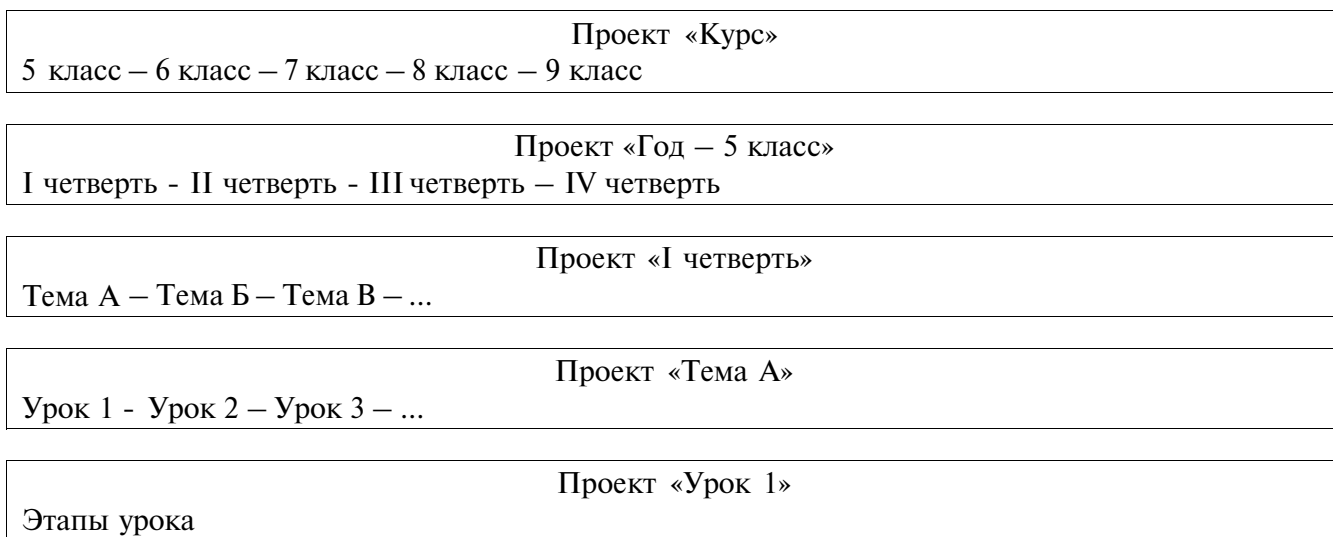 Проект «Курс»
5 класс – 6 класс – 7 класс – 8 класс – 9 класс
Проект «Год – 5 класс»
I четверть - II четверть - III четверть – IV четверть
Проект «I четверть»
Тема А – Тема Б – Тема В – ...
Проект «Тема А»
Урок 1 - Урок 2 – Урок 3 – ...
Проект «Урок 1»
Этапы урока